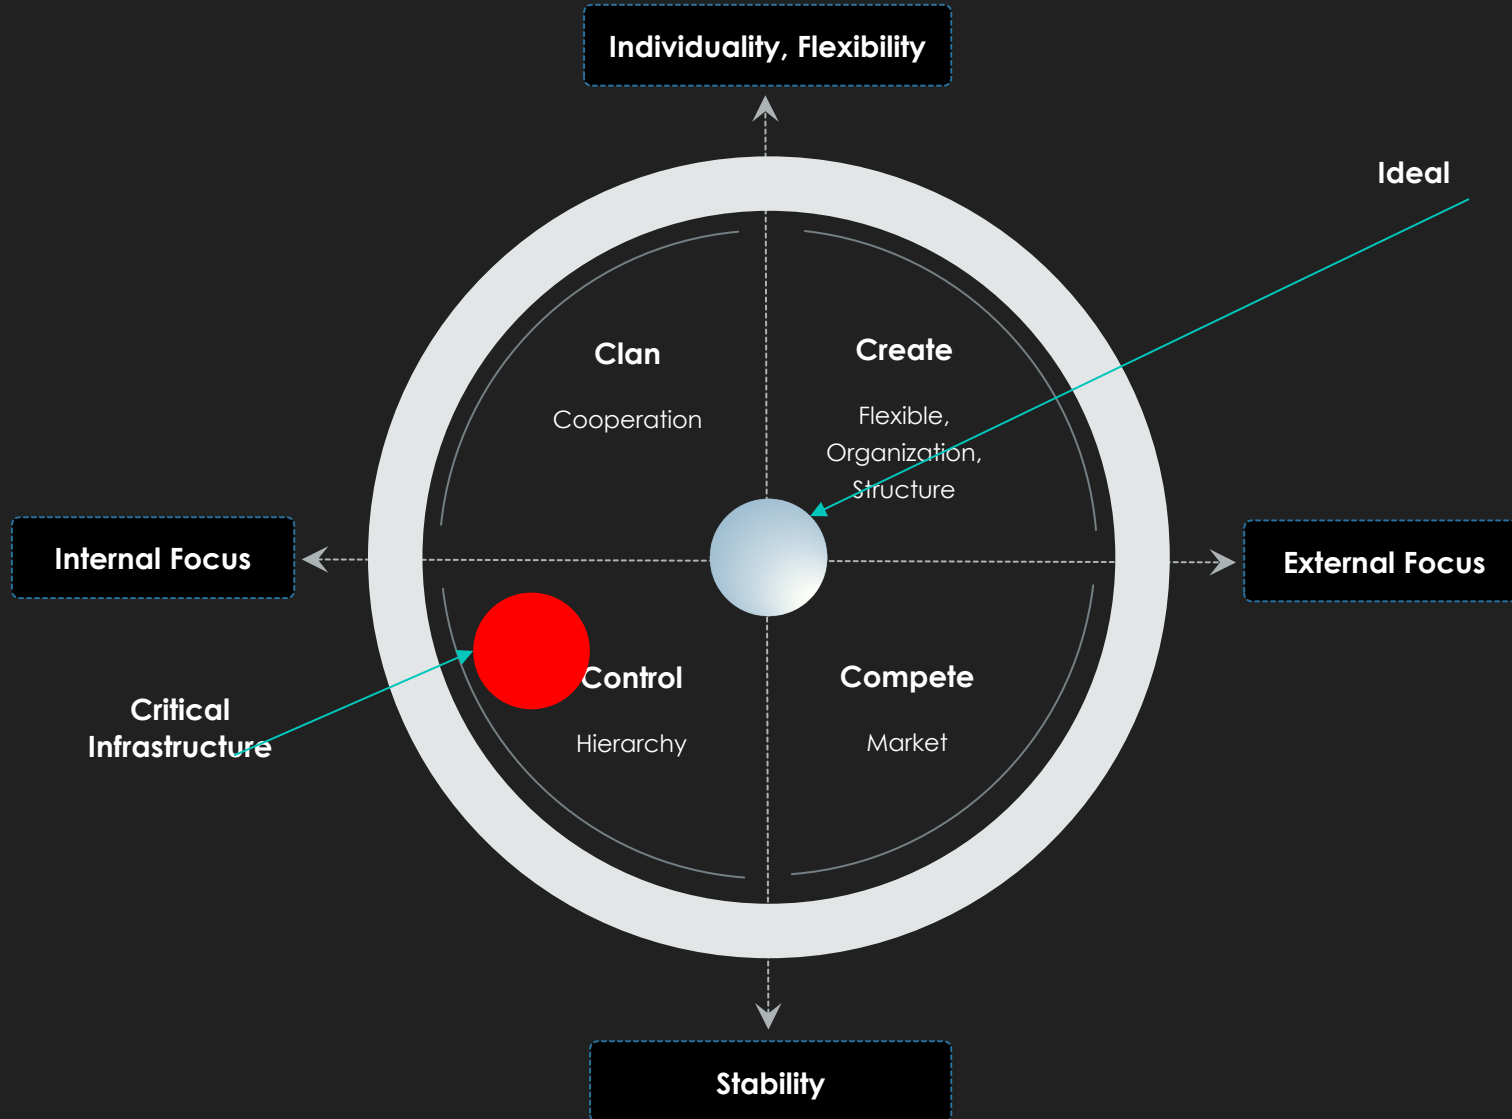 Individuality, Flexibility
Ideal
Clan
Cooperation
Create
Flexible,
Organization,
Structure
Internal Focus
External Focus
Critical
Infrastructure
Control
Hierarchy
Compete
Market
Stability